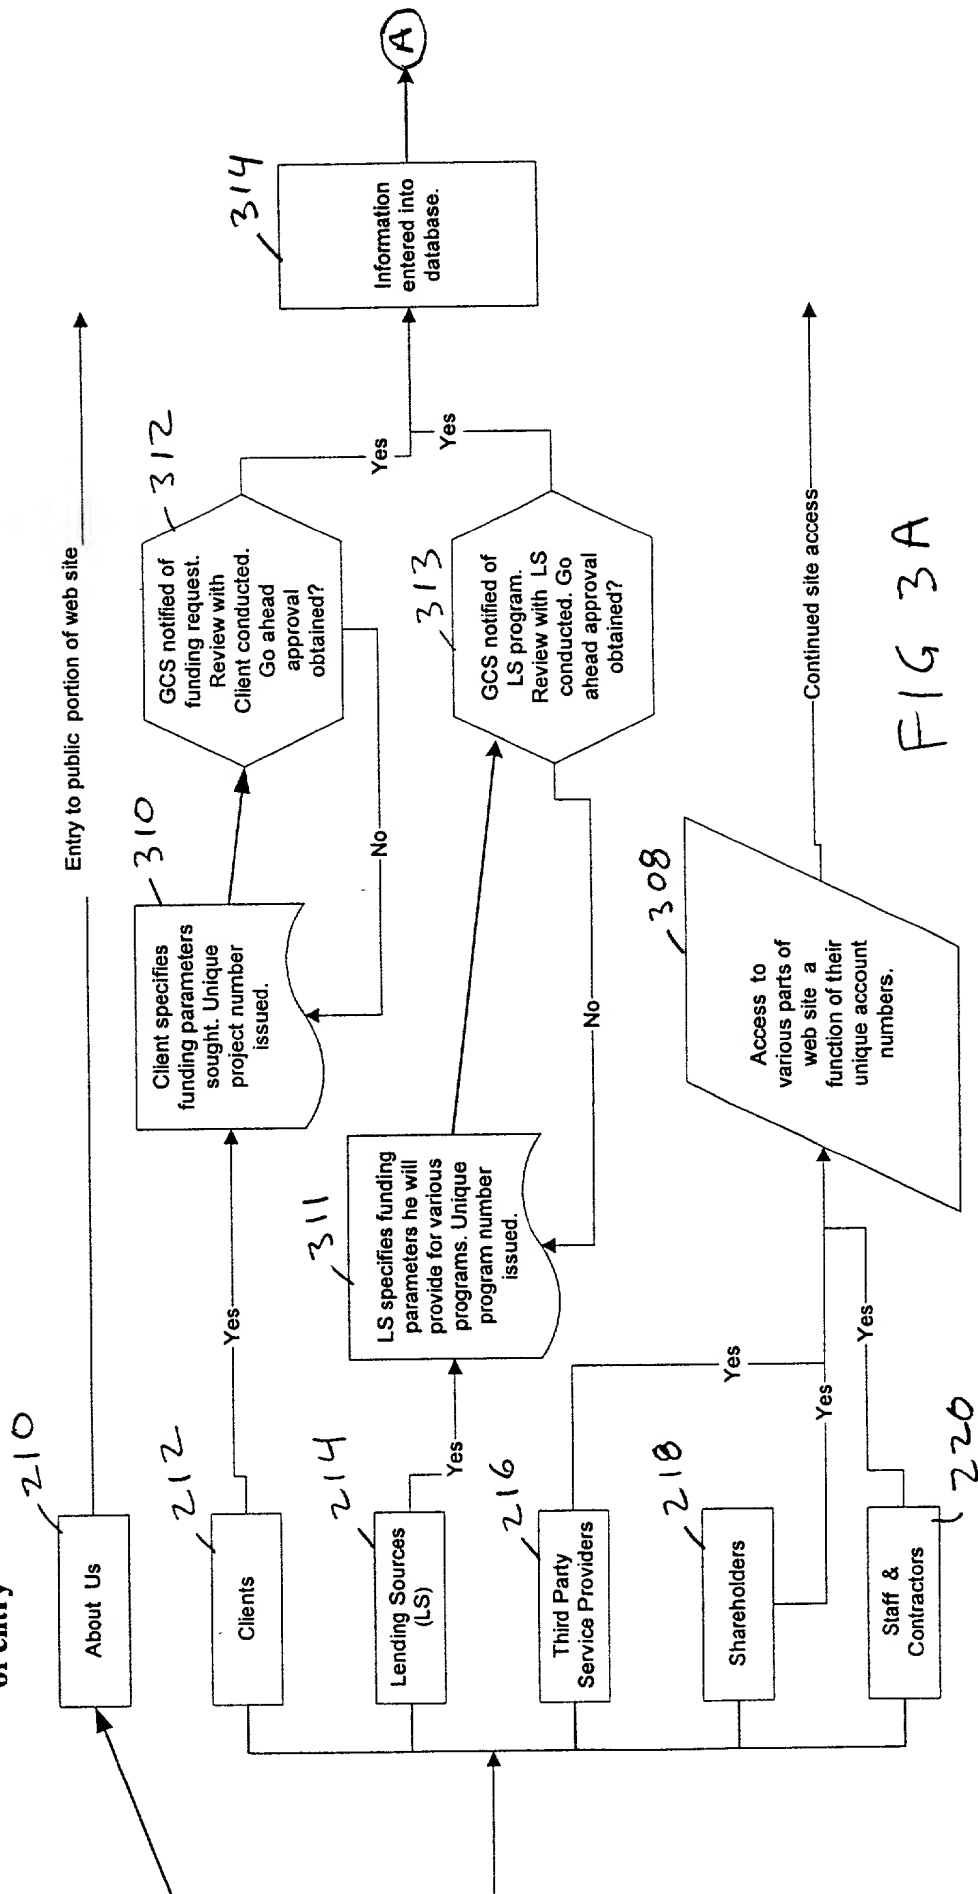 of entry
210
About Us
Entry to public portion of web site
212
Clients
Yes
310
Client specifies
funding parameters
sought. Unique
project number
issued.
312
GCS notified of
funding request.
Review with
Client conducted.
Go ahead
approval
obtained?
No
Yes
214
Lending Sources
(LS)
Yes
311
LS specifies funding
parameters he will
provide for various
programs. Unique
program number
issued.
313
GCS notified of
LS program.
Review with LS
conducted. Go
ahead approval
obtained?
No
Yes
314
Information
entered into
database.
A
216
Third Party
Service Providers
Yes
218
Shareholders
Yes
220
Staff &
Contractors
Yes
308
Access to
various parts of
web site a
function of their
unique account
numbers.
Continued site access
FIG 3A